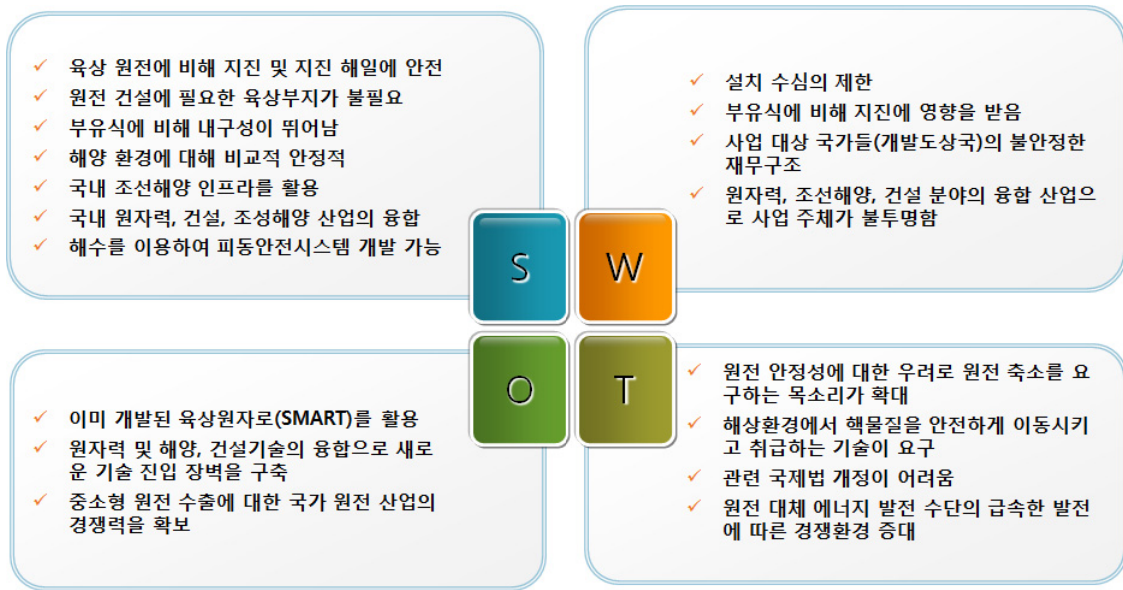 육상 원전에 비해 지진 및 지진 해일에 안전
원전 건설에 필요한 육상부지가 불필요
부유식에 비해 내구성이 뛰어남
해양 환경에 대해 비교적 안정적
국내 조선해양 인프라를 활용
국내 원자력, 건설, 조성해양 산업의 융합
해수를 이용하여 피동안전시스템 개발 가능
설치 수심의 제한
부유식에 비해 지진에 영향을 받음
사업 대상 국가들(개발도상국)의 불안정한
재무구조
원자력, 조선해양, 건설 분야의 융합 산업으
로 사업 주체가 불투명함
S
W
O
T
이미 개발된 육상원자로(SMART)를 활용
원자력 및 해양, 건설기술의 융합으로 새로
운 기술 진입 장벽을 구축
중소형 원전 수출에 대한 국가 원전 산업의
경쟁력을 확보
원전 안정성에 대한 우려로 원전 축소를 요
구하는 목소리가 확대
해상환경에서 핵물질을 안전하게 이동시키
고 취급하는 기술이 요구
관련 국제법 개정이 어려움
원전 대체 에너지 발전 수단의 급속한 발전
에 따른 경쟁환경 증대